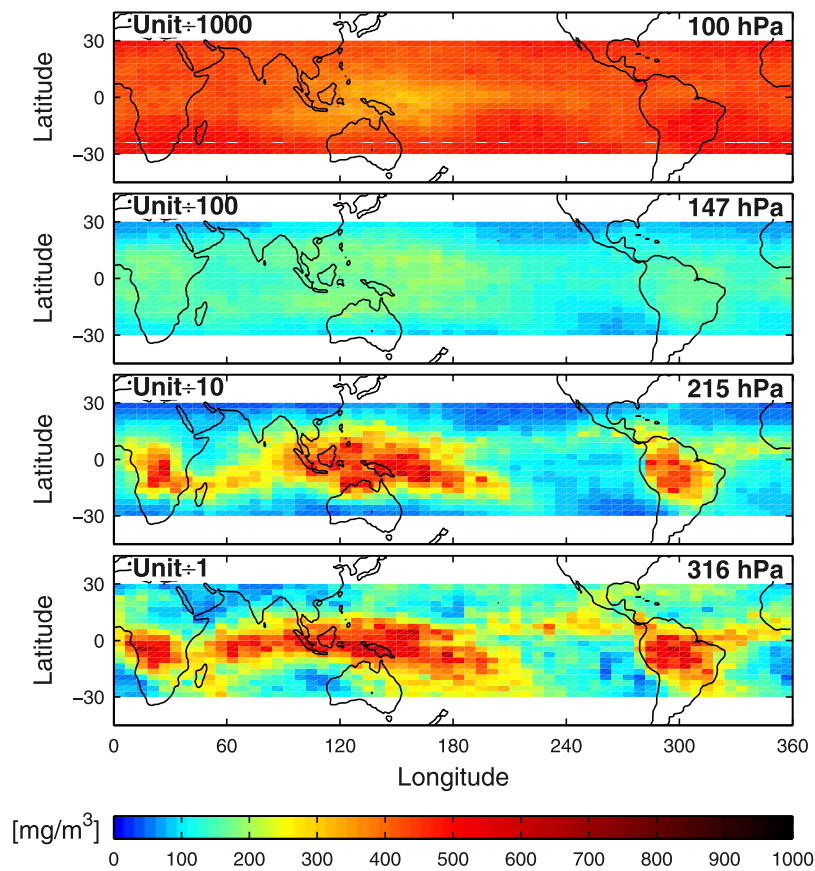 Unit÷1000 100 hPa
30
0
−30
Latitude
Unit÷100 147 hPa
30
0
−30
Latitude
Unit÷10 215 hPa
30
0
−30
Latitude
Unit÷1 316 hPa
30
0
−30
Latitude
0 60 120 180 240 300 360
Longitude
[mg/m³]
0 100 200 300 400 500 600 700 800 900 1000